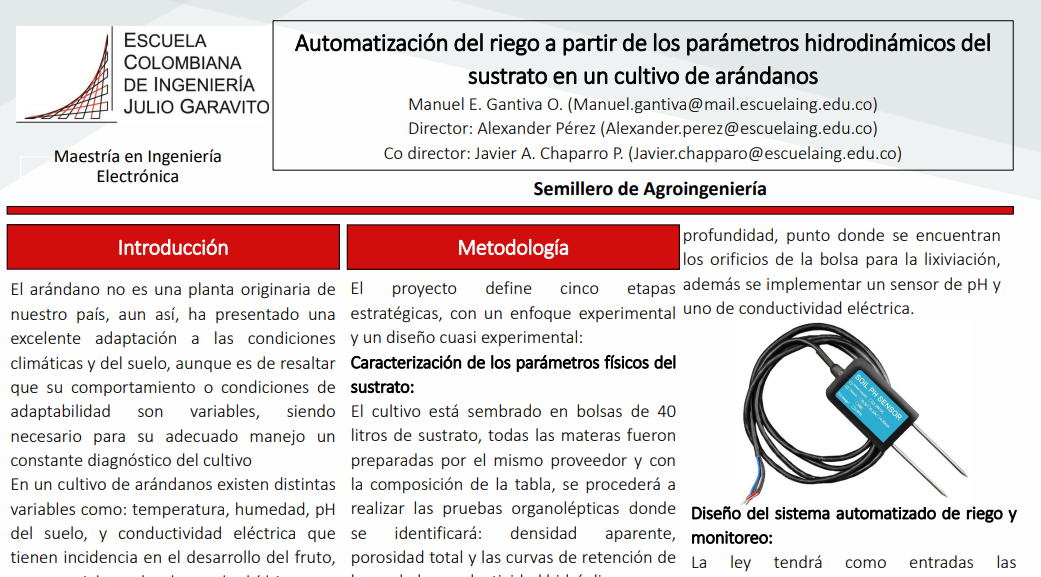 ESCUELA
COLOMBIANA
DE INGENIERÍA
JULIO GARAVITO
Maestría en Ingeniería
Electrónica
Automatización del riego a partir de los parámetros hidrodinámicos del
sustrato en un cultivo de arándanos
Manuel E. Gantiva O. (Manuel.gantiva@mail.escuelaing.edu.co)
Director: Alexander Pérez (Alexander.perez@escuelaing.edu.co)
Co director: Javier A. Chaparro P. (Javier.chapparo@escuelaing.edu.co)
Semillero de Agroingeniería
Introducción
El arándano no es una planta originaria de
nuestro país, aun así, ha presentado una
excelente adaptación a las condiciones
climáticas y del suelo, aunque es de resaltar
que su comportamiento o condiciones de
adaptabilidad son variables, siendo
necesario para su adecuado manejo un
constante diagnóstico del cultivo
En un cultivo de arándanos existen distintas
variables como: temperatura, humedad, pH
del suelo, y conductividad eléctrica que
tienen incidencia en el desarrollo del fruto,
Metodología
El proyecto define cinco etapas
estratégicas, con un enfoque experimental
y un diseño cuasi experimental:
Caracterización de los parámetros físicos del
sustrato:
El cultivo está sembrado en bolsas de 40
litros de sustrato, todas las materas fueron
preparadas por el mismo proveedor y con
la composición de la tabla, se procederá a
realizar las pruebas organolépticas donde
se identificará: densidad aparente,
porosidad total y las curvas de retención de
profundidad, punto donde se encuentran
los orificios de la bolsa para la lixiviación,
además se implementar un sensor de pH y
uno de conductividad eléctrica.
SOIL PH SENSOR
Diseño del sistema automatizado de riego y
monitoreo:
La ley tendrá como entradas las